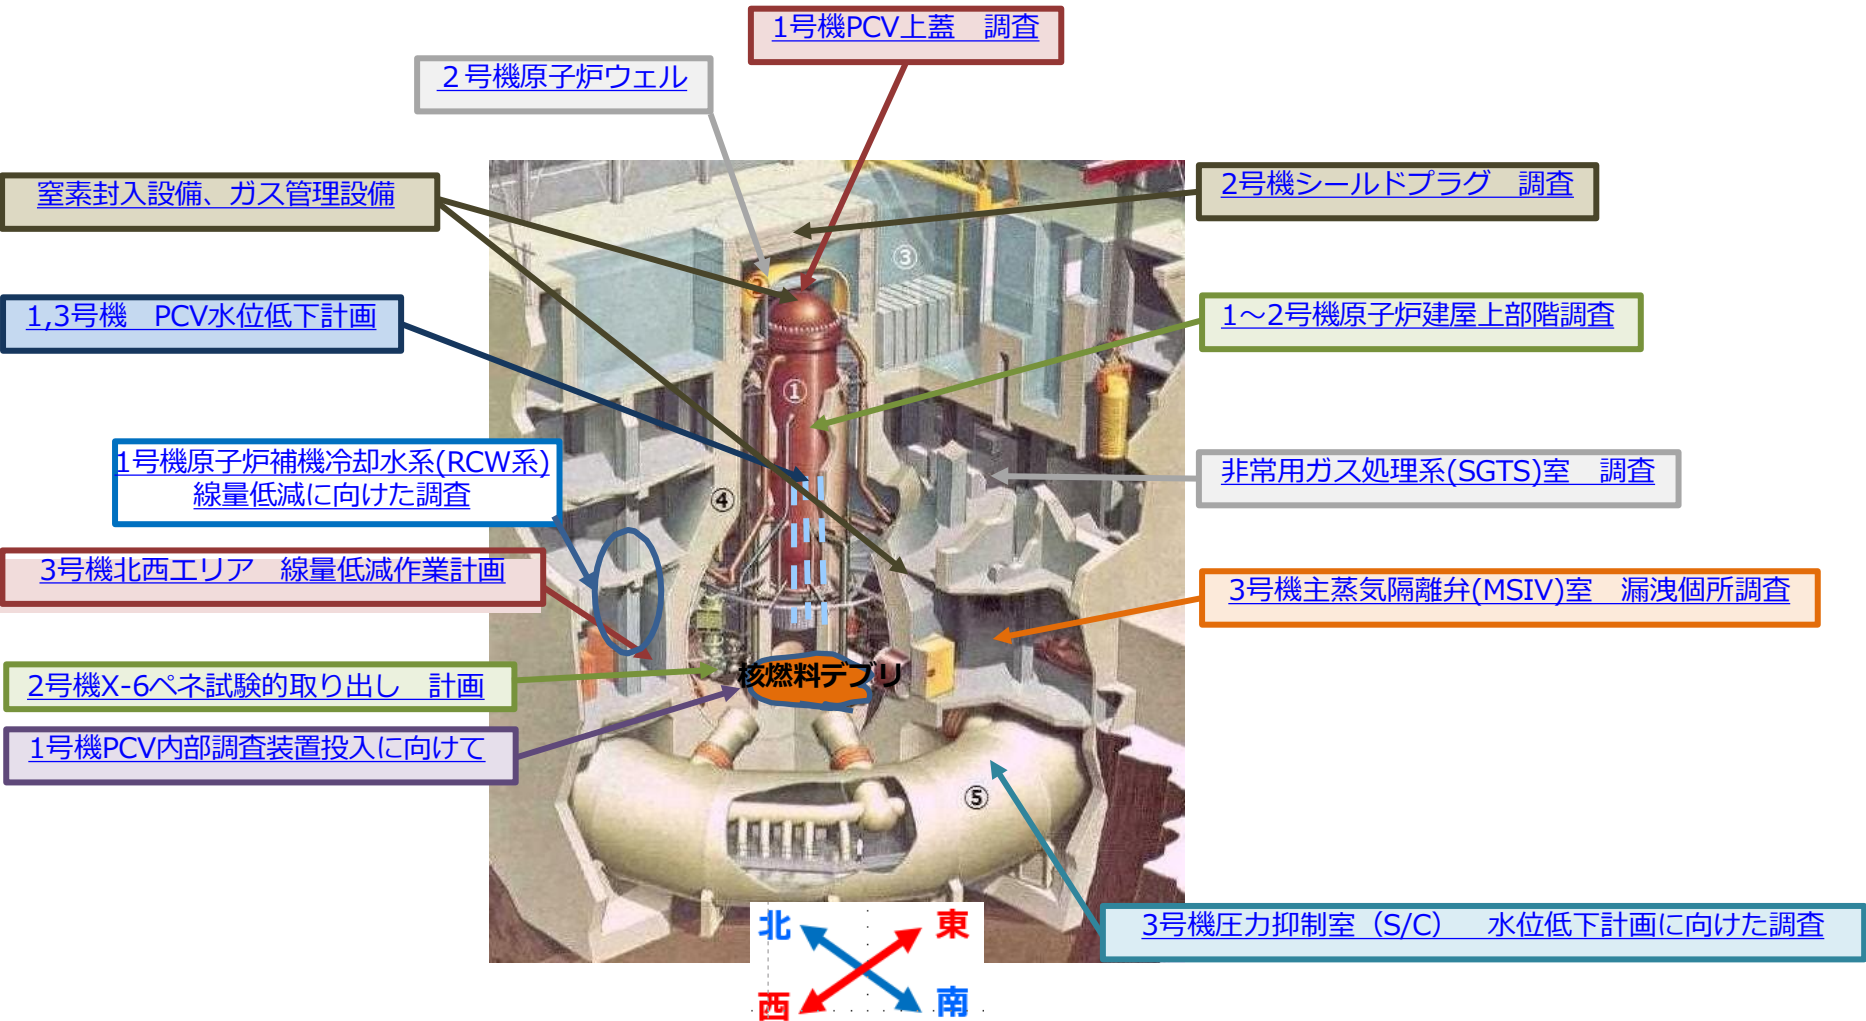 1号機PCV上蓋　調査
２号機原子炉ウェル
窒素封入設備、ガス管理設備
2号機シールドプラグ　調査
③
②
1,3号機　PCV水位低下計画
1～2号機原子炉建屋上部階調査
①
1号機原子炉補機冷却水系(RCW系)
線量低減に向けた調査
非常用ガス処理系(SGTS)室　調査
④
3号機北西エリア　線量低減作業計画
3号機主蒸気隔離弁(MSIV)室　漏洩個所調査
2号機X-6ペネ試験的取り出し　計画
核燃料デブリ
1号機PCV内部調査装置投入に向けて
⑤
3号機圧力抑制室（S/C）　水位低下計画に向けた調査
北
東
西
南